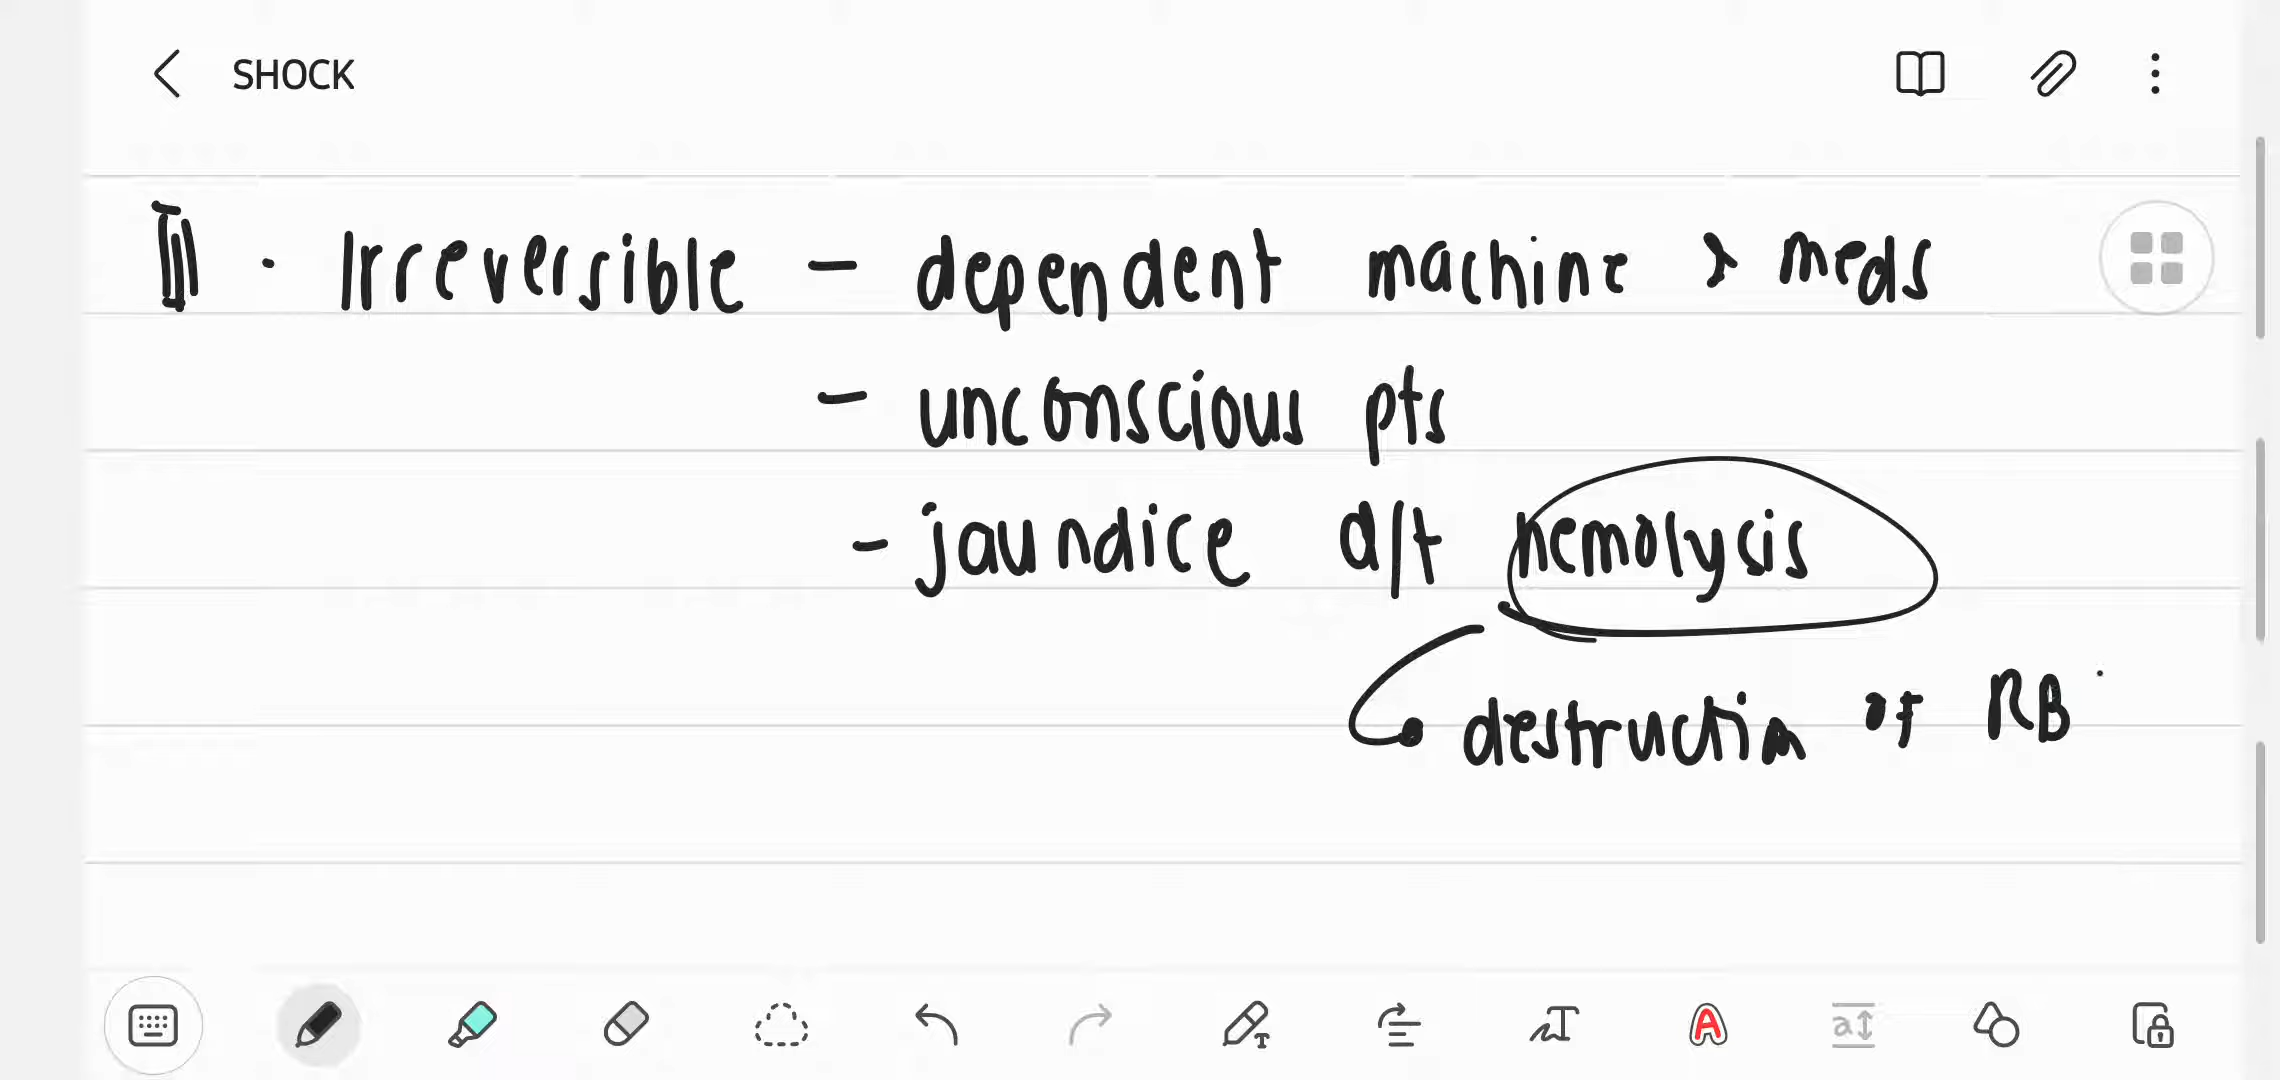 SHOCK
III · Irreversible - dependent machine & meds
- unconscious pts
- jaundice d/t hemolysis
destruction of RB